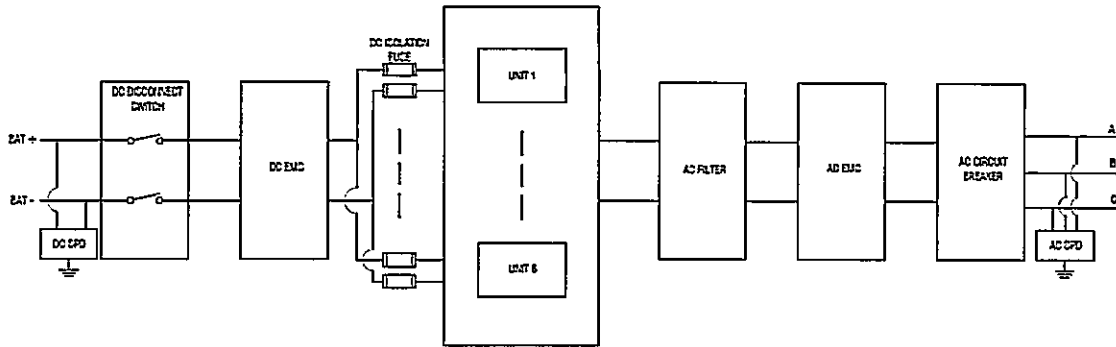 DC ISOLATION
FUSE
UNIT 1
DC DISCONNECT
SWITCH
BAT +
DC EMC
AC FILTER
AC EMC
AC CIRCUIT
BREAKER
A
B
C
BAT -
DC SPD
UNIT
AC SPD